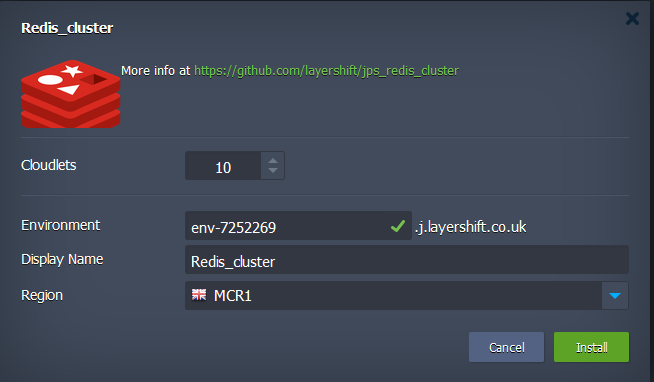 Redis_cluster
More info at https://github.com/layershift/jps_redis_cluster
Cloudlets 10
Environment env-7252269 .j.layershift.co.uk
Display Name Redis_cluster
Region MCR1
Cancel Install